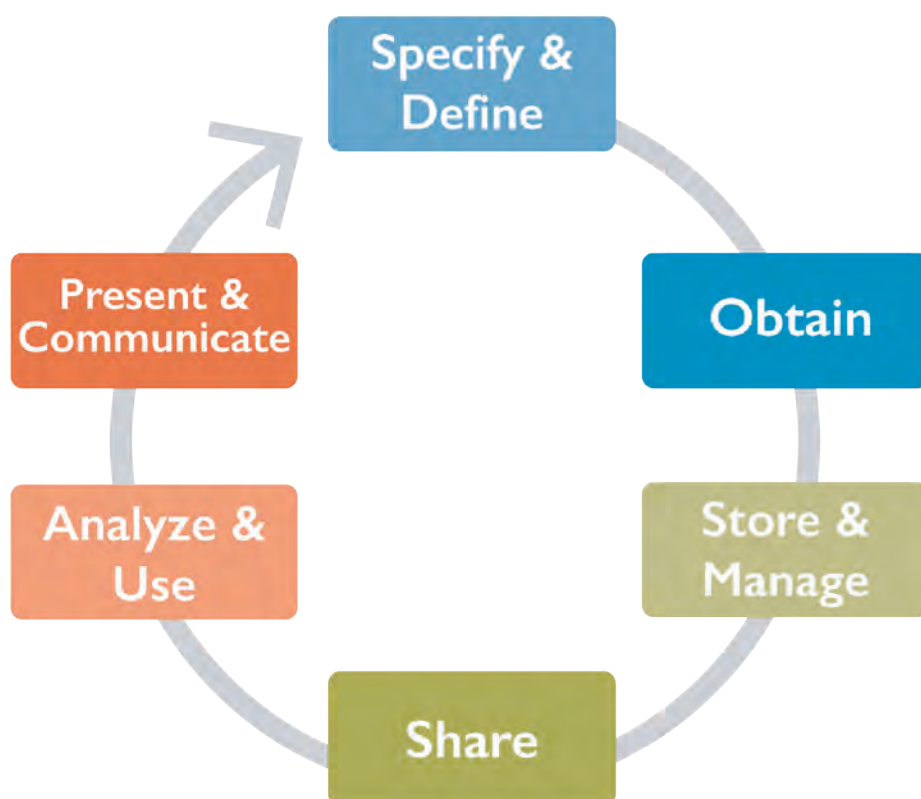 Specify &
Define
Obtain
Store &
Manage
Share
Analyze &
Use
Present &
Communicate